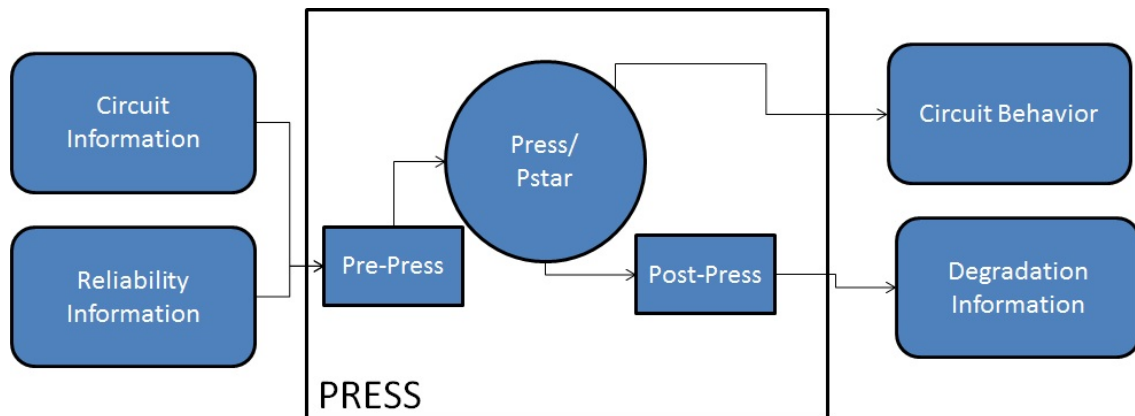 Circuit
Information
Reliability
Information
Pre-Press
Press/
Pstar
Post-Press
Circuit Behavior
Degradation
Information
PRESS